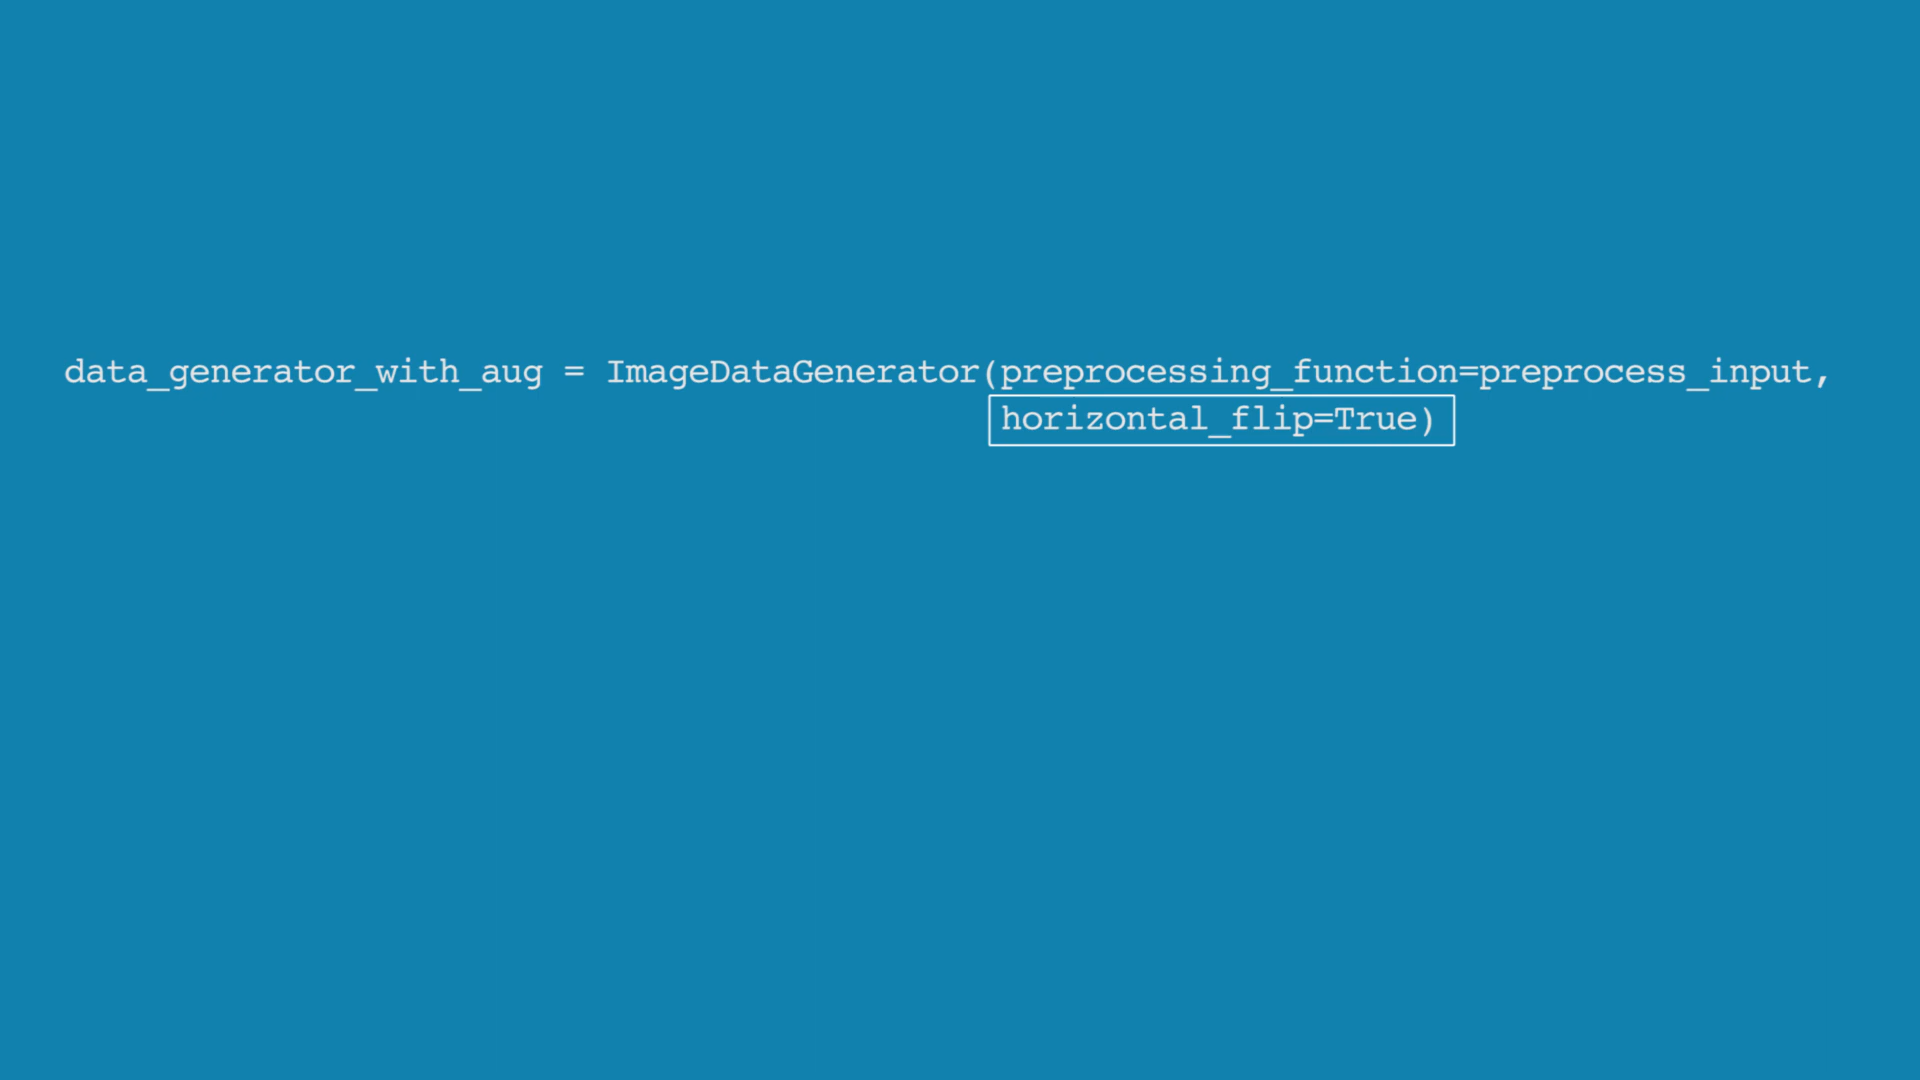 data_generator_with_aug = ImageDataGenerator(preprocessing_function=preprocess_input,
horizontal_flip=True)